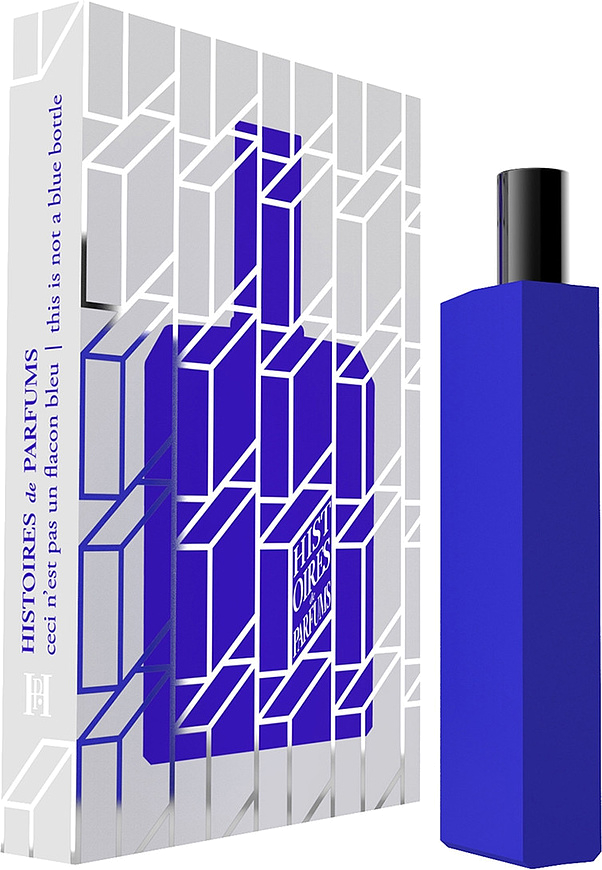 HISTOIRES de PARFUMS
ceci n'est pas un flacon bleu | this is not a blue bottle
HIST
OIRES
de
PARFUMS